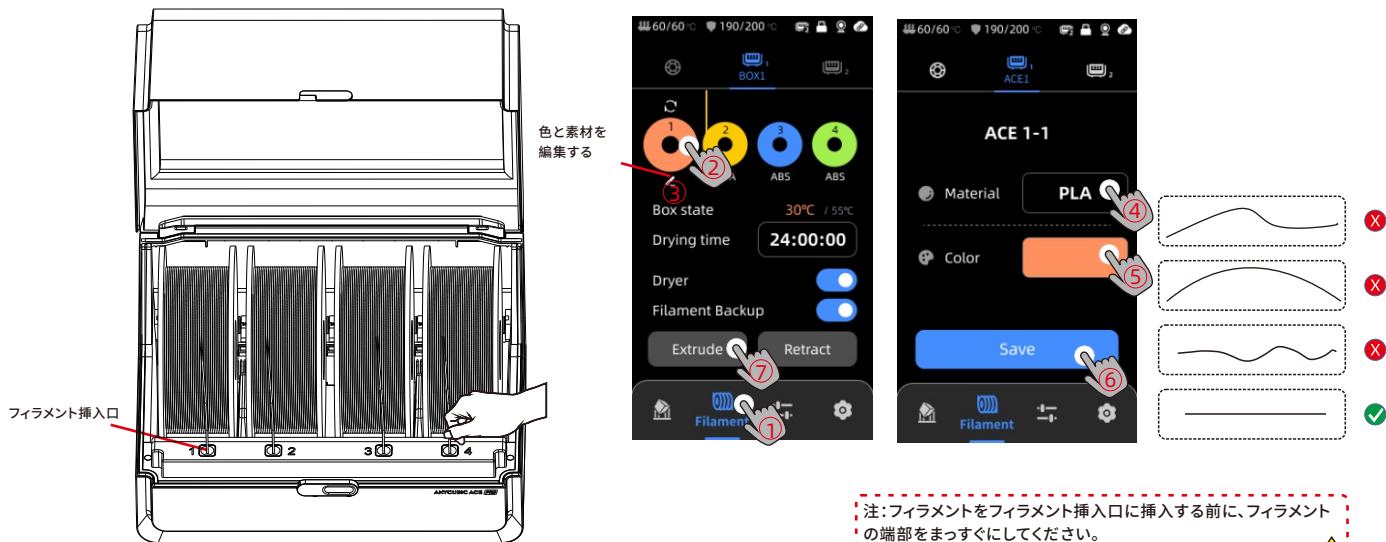 フィラメント挿入口
1
2
3
4
ANYCUBIC ACE PRO
色と素材を
編集する
60/60℃ 190/200℃
1
2
BOX1
1
2
3
4
②
③
ABS
ABS
Box state 30℃ / 55℃
Drying time 24:00:00
Dryer
Filament Backup
Extrude
Retract
⑦
Filament
①
60/60℃ 190/200℃
1
2
ACE1
ACE 1-1
Material PLA
④
Color
⑤
Save
⑥
Filament
X
X
X
注:フィラメントをフィラメント挿入口に挿入する前に、フィラメント
の端部をまっすぐにしてください。